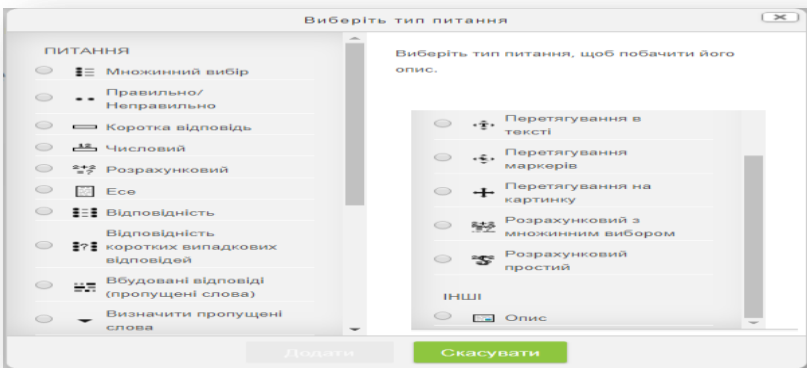 Виберіть тип питання
ПИТАННЯ
Множинний вибір
Правильно/
Неправильно
Коротка відповідь
Числовий
Розрахунковий
Есе
Відповідність
Відповідність
коротких випадкових
відповідей
Вбудовані відповіді
(пропущені слова)
Визначити пропущені
слова
Виберіть тип питання, щоб побачити його
опис.
Перетягування в
тексті
Перетягування
маркерів
Перетягування на
картинку
Розрахунковий з
множинним вибором
Розрахунковий
простий
ІНШІ
Опис
Додати
Скасувати